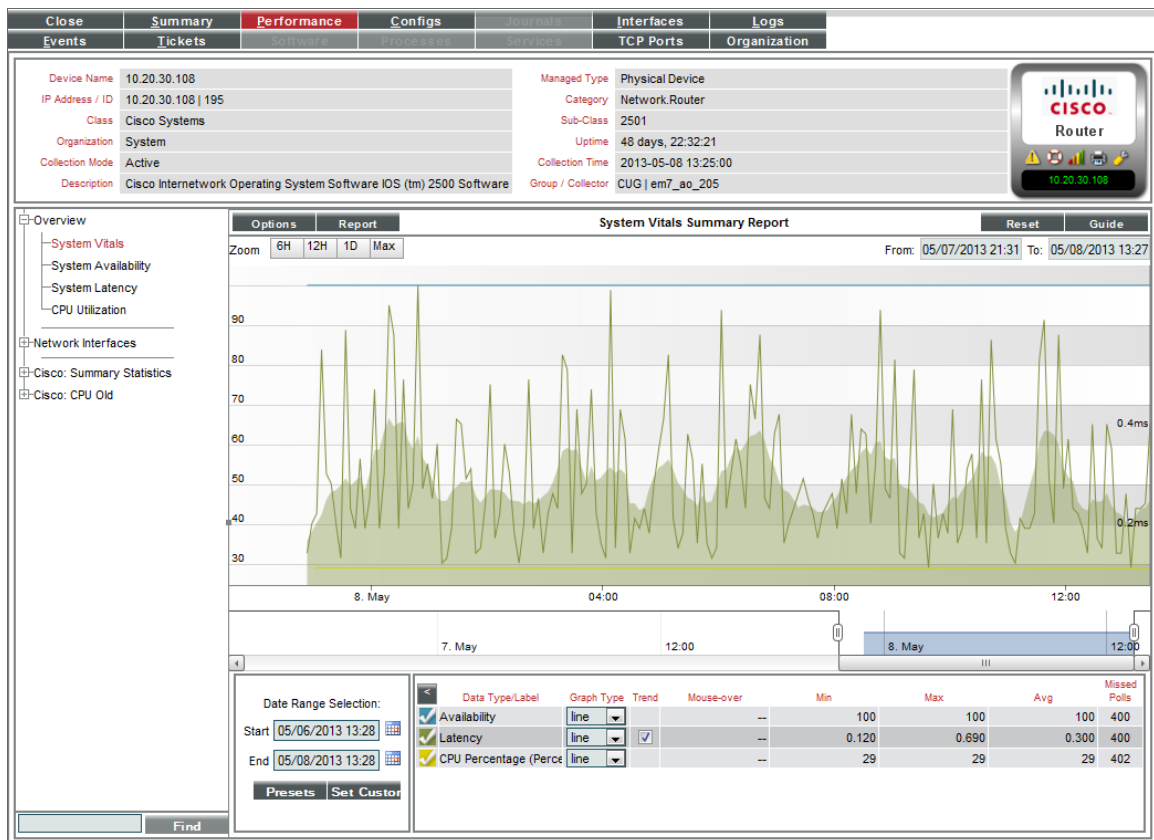 Close Summary Performance Configs Journals Interfaces Logs
Events Tickets Software Processes Services TCP Ports Organization
Device Name 10.20.30.108 Managed Type Physical Device
IP Address / ID 10.20.30.108 | 195 Category Network.Router
Class Cisco Systems Sub-Class 2501
Organization System Uptime 48 days, 22:32:21
Collection Mode Active Collection Time 2013-05-08 13:25:00
Description Cisco Internetwork Operating System Software IOS (tm) 2500 Software Group / Collector CUG | em7_ao_205
CISCO
Router
10.20.30.108
Overview
System Vitals
System Availability
System Latency
CPU Utilization
Network Interfaces
Cisco: Summary Statistics
Cisco: CPU Old
Find
Options Report System Vitals Summary Report Reset Guide
Zoom 6H 12H 1D Max From: 05/07/2013 21:31 To: 05/08/2013 13:27
90
80
70
60
50
40
30
0.4ms
0.2ms
8. May 04:00 08:00 12:00
7. May 12:00 8. May 12:00
Date Range Selection:
Start 05/06/2013 13:28
End 05/08/2013 13:28
Presets Set Custor
< Data Type/Label Graph Type Trend Mouse-over Min Max Avg Missed Polls
Availability line -- 100 100 100 400
Latency line -- 0.120 0.690 0.300 400
CPU Percentage (Perce line -- 29 29 29 402